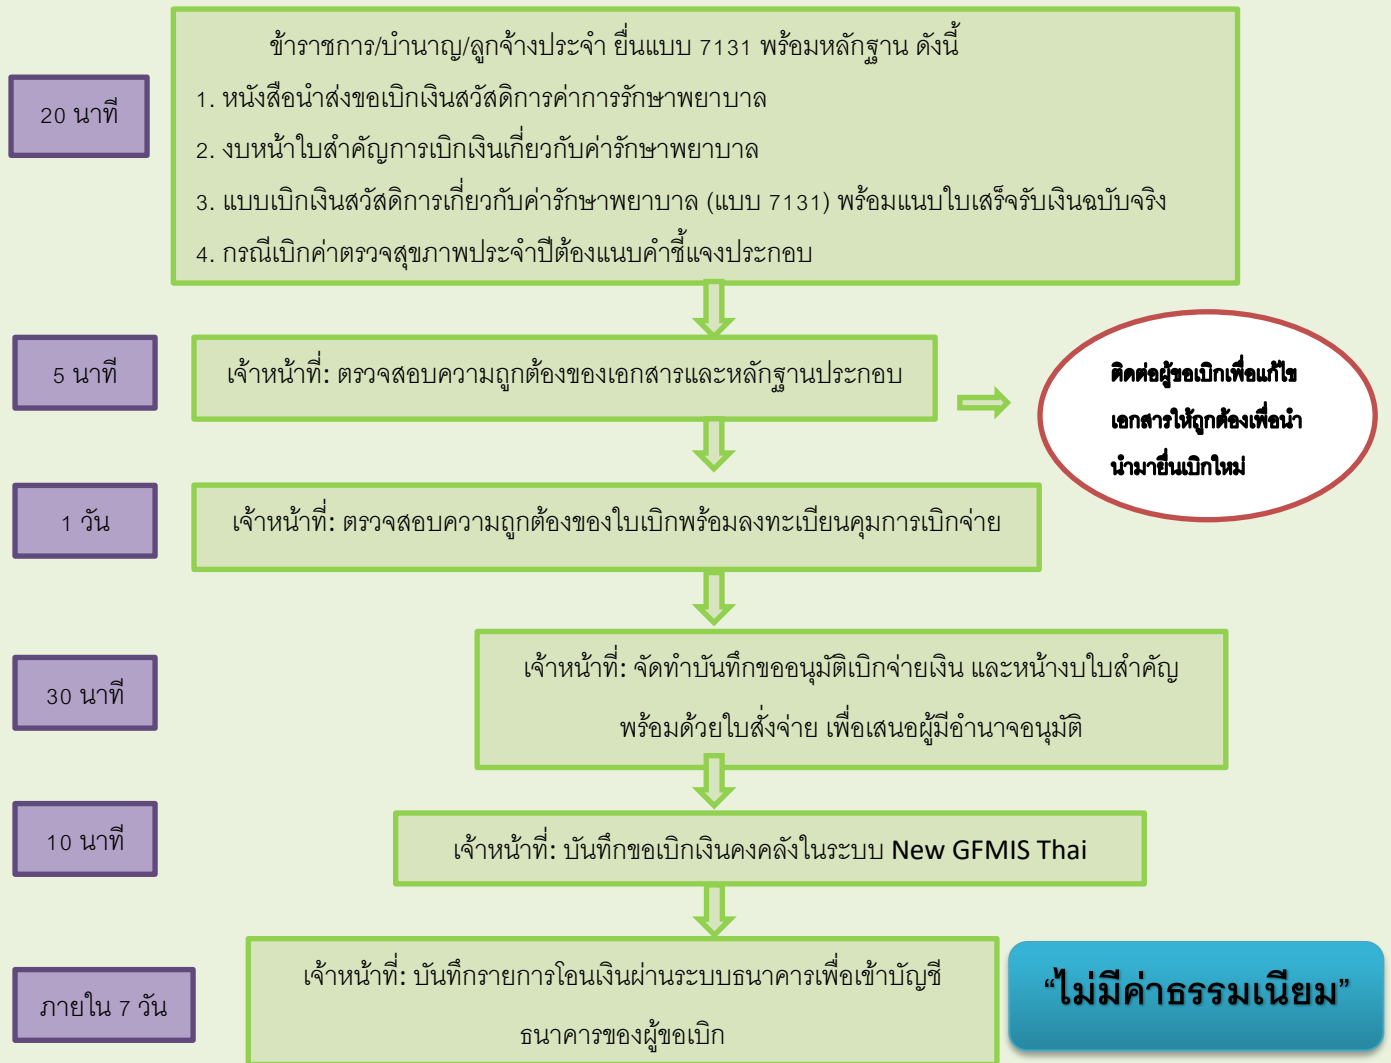 20 นาที
ข้าราชการ/บำนาญ/ลูกจ้างประจำ ยื่นแบบ 7131 พร้อมหลักฐาน ดังนี้
1. หนังสือนำส่งขอเบิกเงินสวัสดิการค่าการรักษาพยาบาล
2. งบหน้าใบสำคัญการเบิกเงินเกี่ยวกับค่ารักษาพยาบาล
3. แบบเบิกเงินสวัสดิการเกี่ยวกับค่ารักษาพยาบาล (แบบ 7131) พร้อมแนบใบเสร็จรับเงินฉบับจริง
4. กรณีเบิกค่าตรวจสุขภาพประจำปีต้องแนบคำชี้แจงประกอบ
5 นาที
เจ้าหน้าที่: ตรวจสอบความถูกต้องของเอกสารและหลักฐานประกอบ
ติดต่อผู้ขอเบิกเพื่อแก้ไข
เอกสารให้ถูกต้องเพื่อนำ
นำมายื่นเบิกใหม่
1 วัน
เจ้าหน้าที่: ตรวจสอบความถูกต้องของใบเบิกพร้อมลงทะเบียนคุมการเบิกจ่าย
30 นาที
เจ้าหน้าที่: จัดทำบันทึกขออนุมัติเบิกจ่ายเงิน และหน้างบใบสำคัญ
พร้อมด้วยใบสั่งจ่าย เพื่อเสนอผู้มีอำนาจอนุมัติ
10 นาที
เจ้าหน้าที่: บันทึกขอเบิกเงินคงคลังในระบบ New GFMIS Thai
ภายใน 7 วัน
เจ้าหน้าที่: บันทึกรายการโอนเงินผ่านระบบธนาคารเพื่อเข้าบัญชี
ธนาคารของผู้ขอเบิก
“ไม่มีค่าธรรมเนียม”